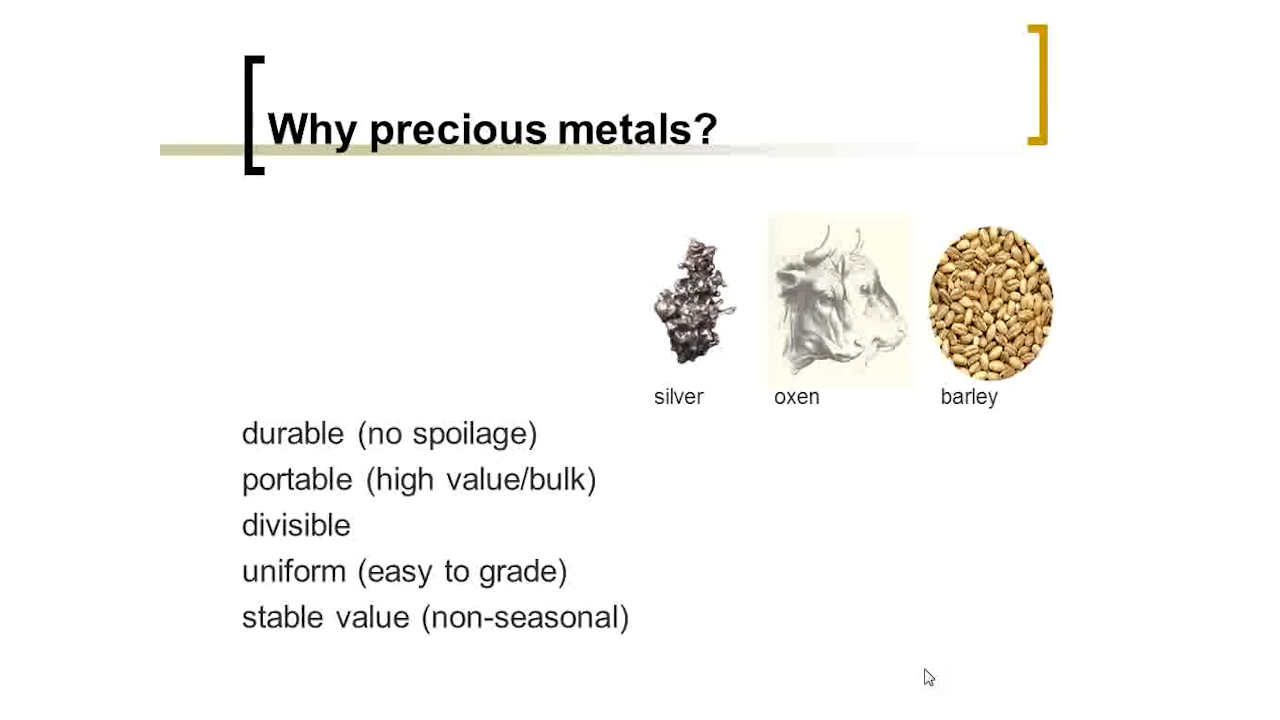 Why precious metals?
silver
oxen
barley
durable (no spoilage)
portable (high value/bulk)
divisible
uniform (easy to grade)
stable value (non-seasonal)